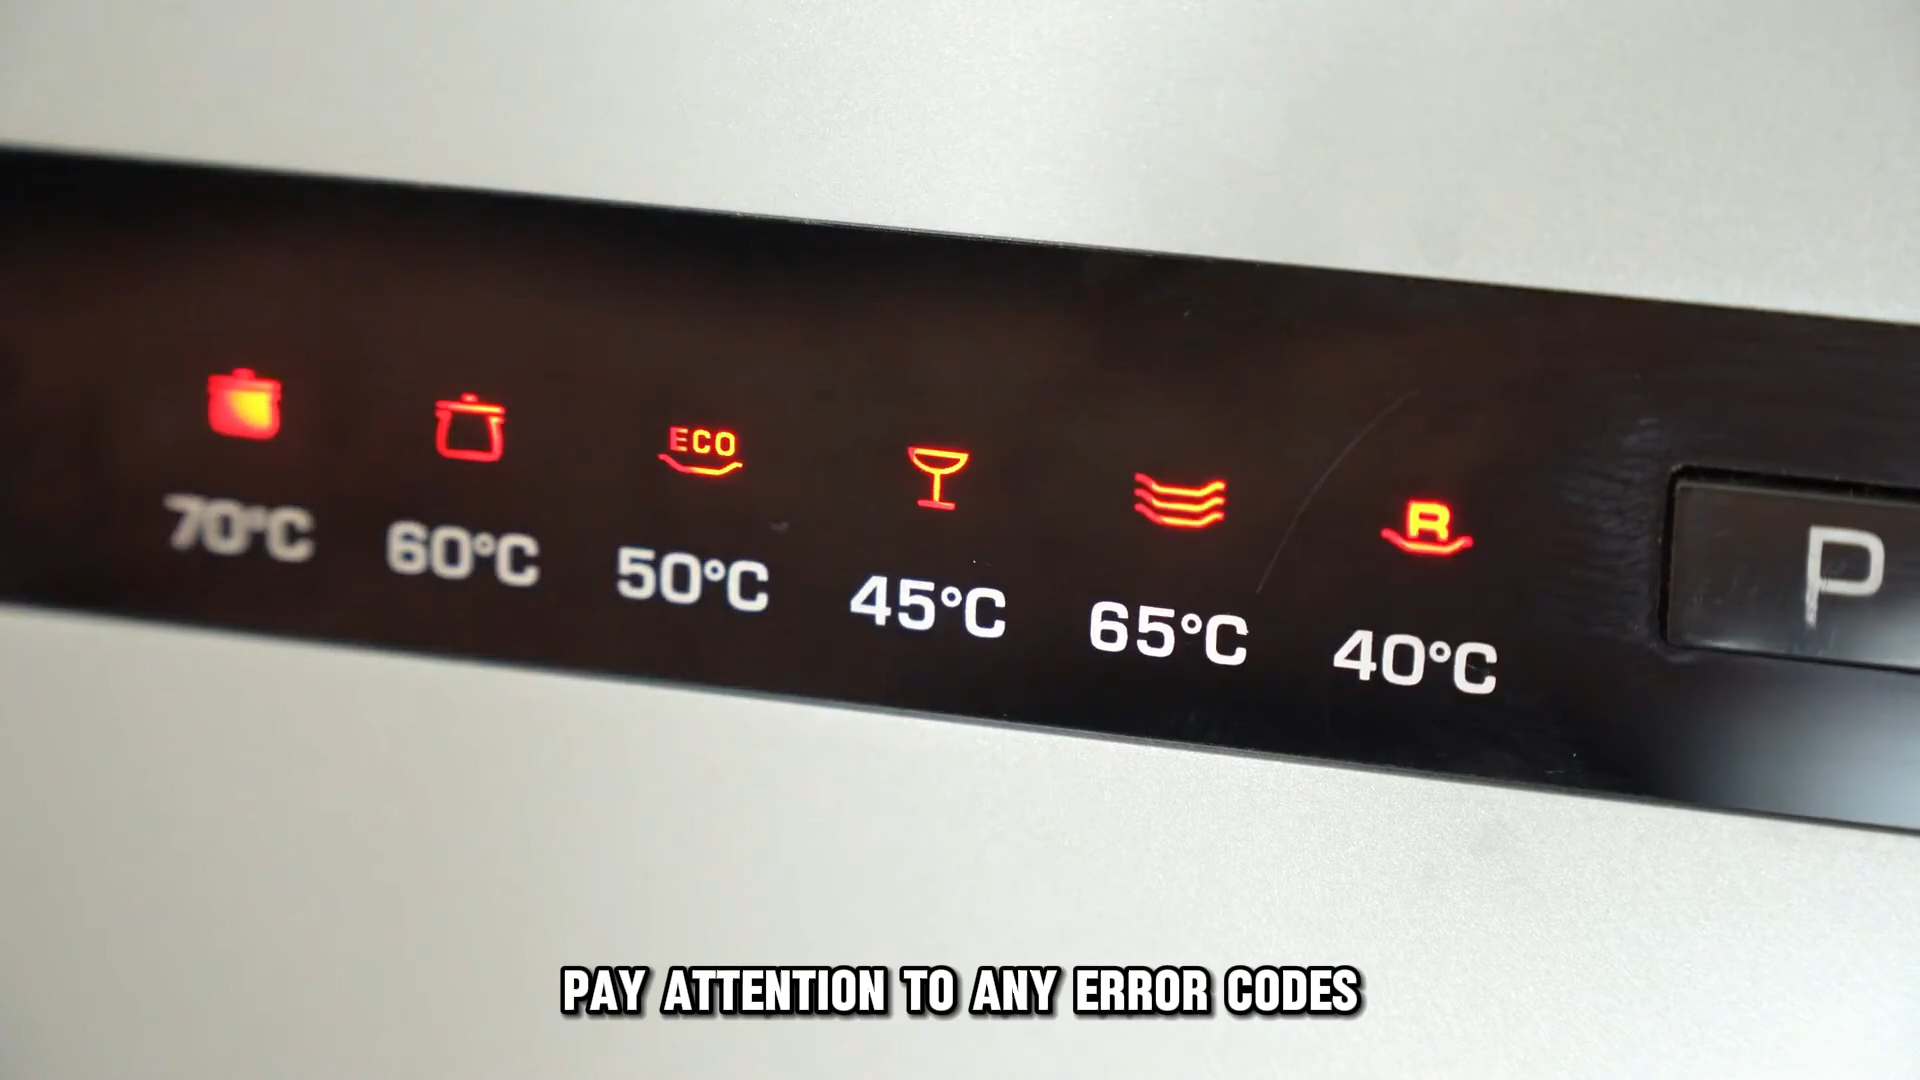 ECO
R
70°C 60°C 50°C 45°C 65°C 40°C
P
PAY ATTENTION TO ANY ERROR CODES